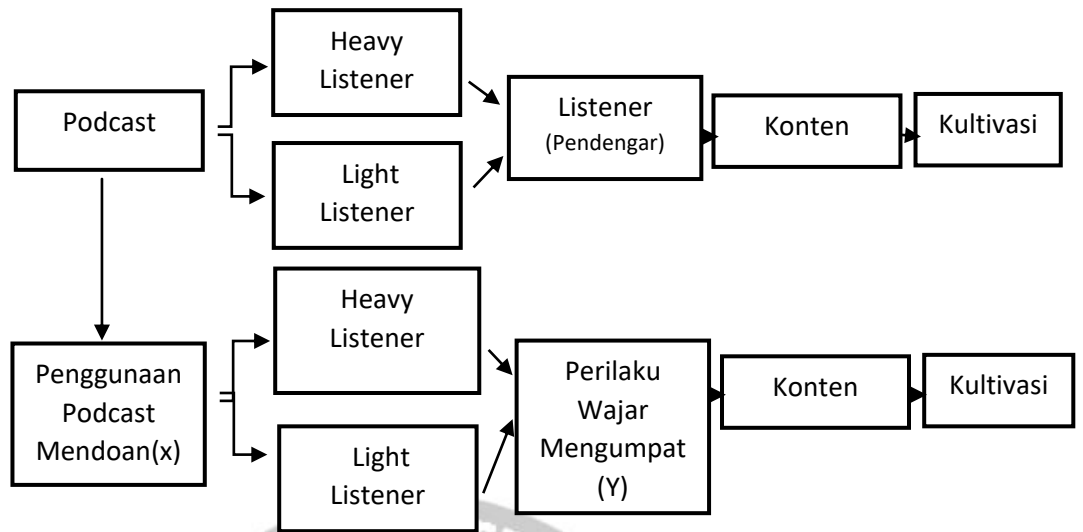 Podcast
Heavy
Listener
Light
Listener
Listener
(Pendengar)
Konten
Kultivasi
Penggunaan
Podcast
Mendoan(x)
Heavy
Listener
Light
Listener
Perilaku
Wajar
Mengumpat
(Y)
Konten
Kultivasi